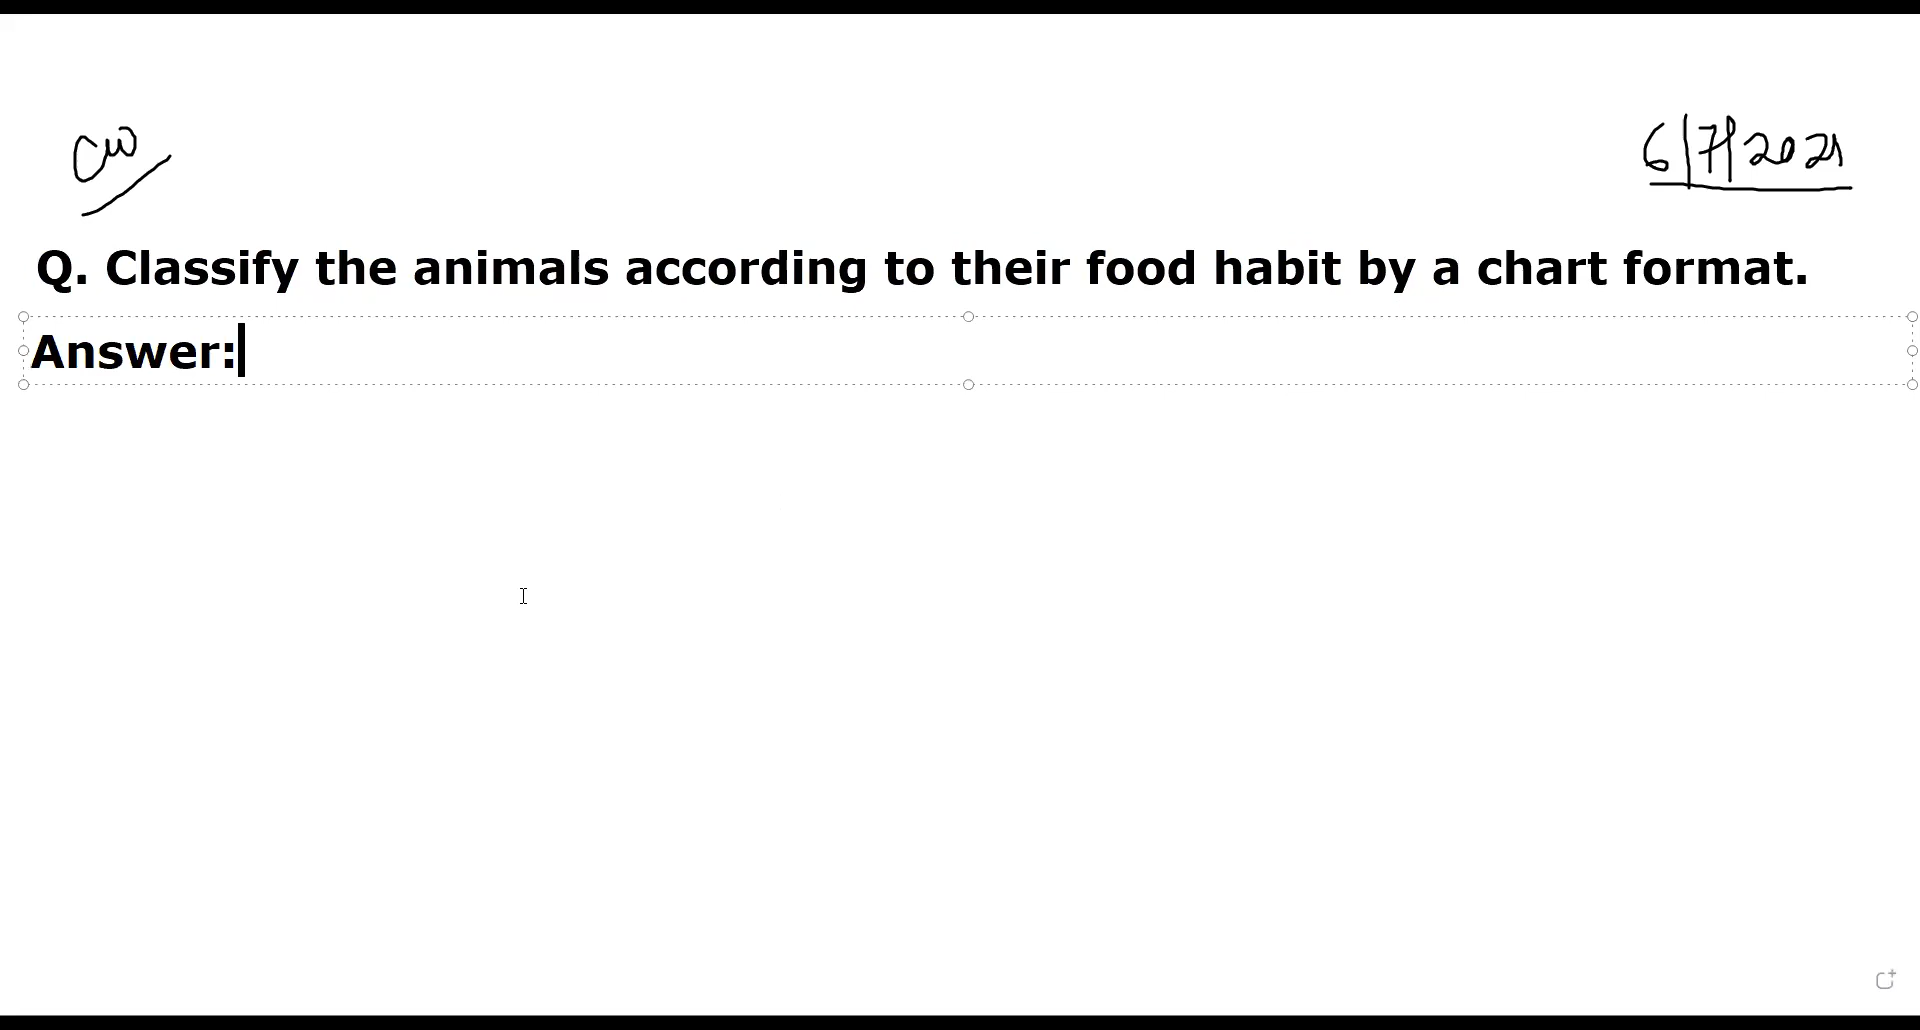 CW
6/7/2021
Q. Classify the animals according to their food habit by a chart format.
Answer: